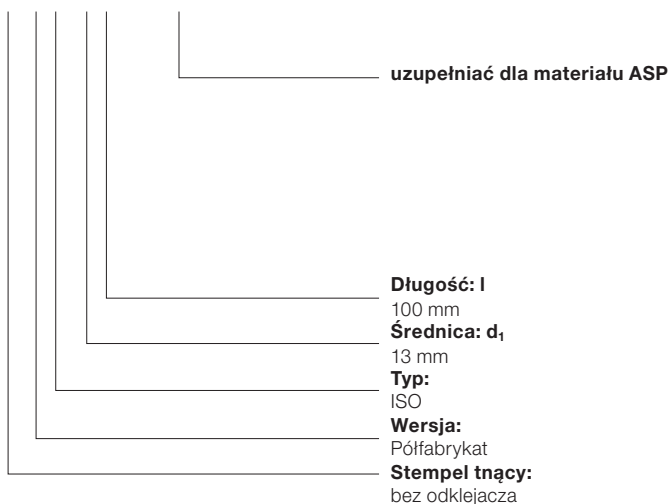 uzupełniać dla materiału ASP
Długość: l
100 mm
Średnica: d₁
13 mm
Typ:
ISO
Wersja:
Półfabrykat
Stempel tnący:
bez odklejacza